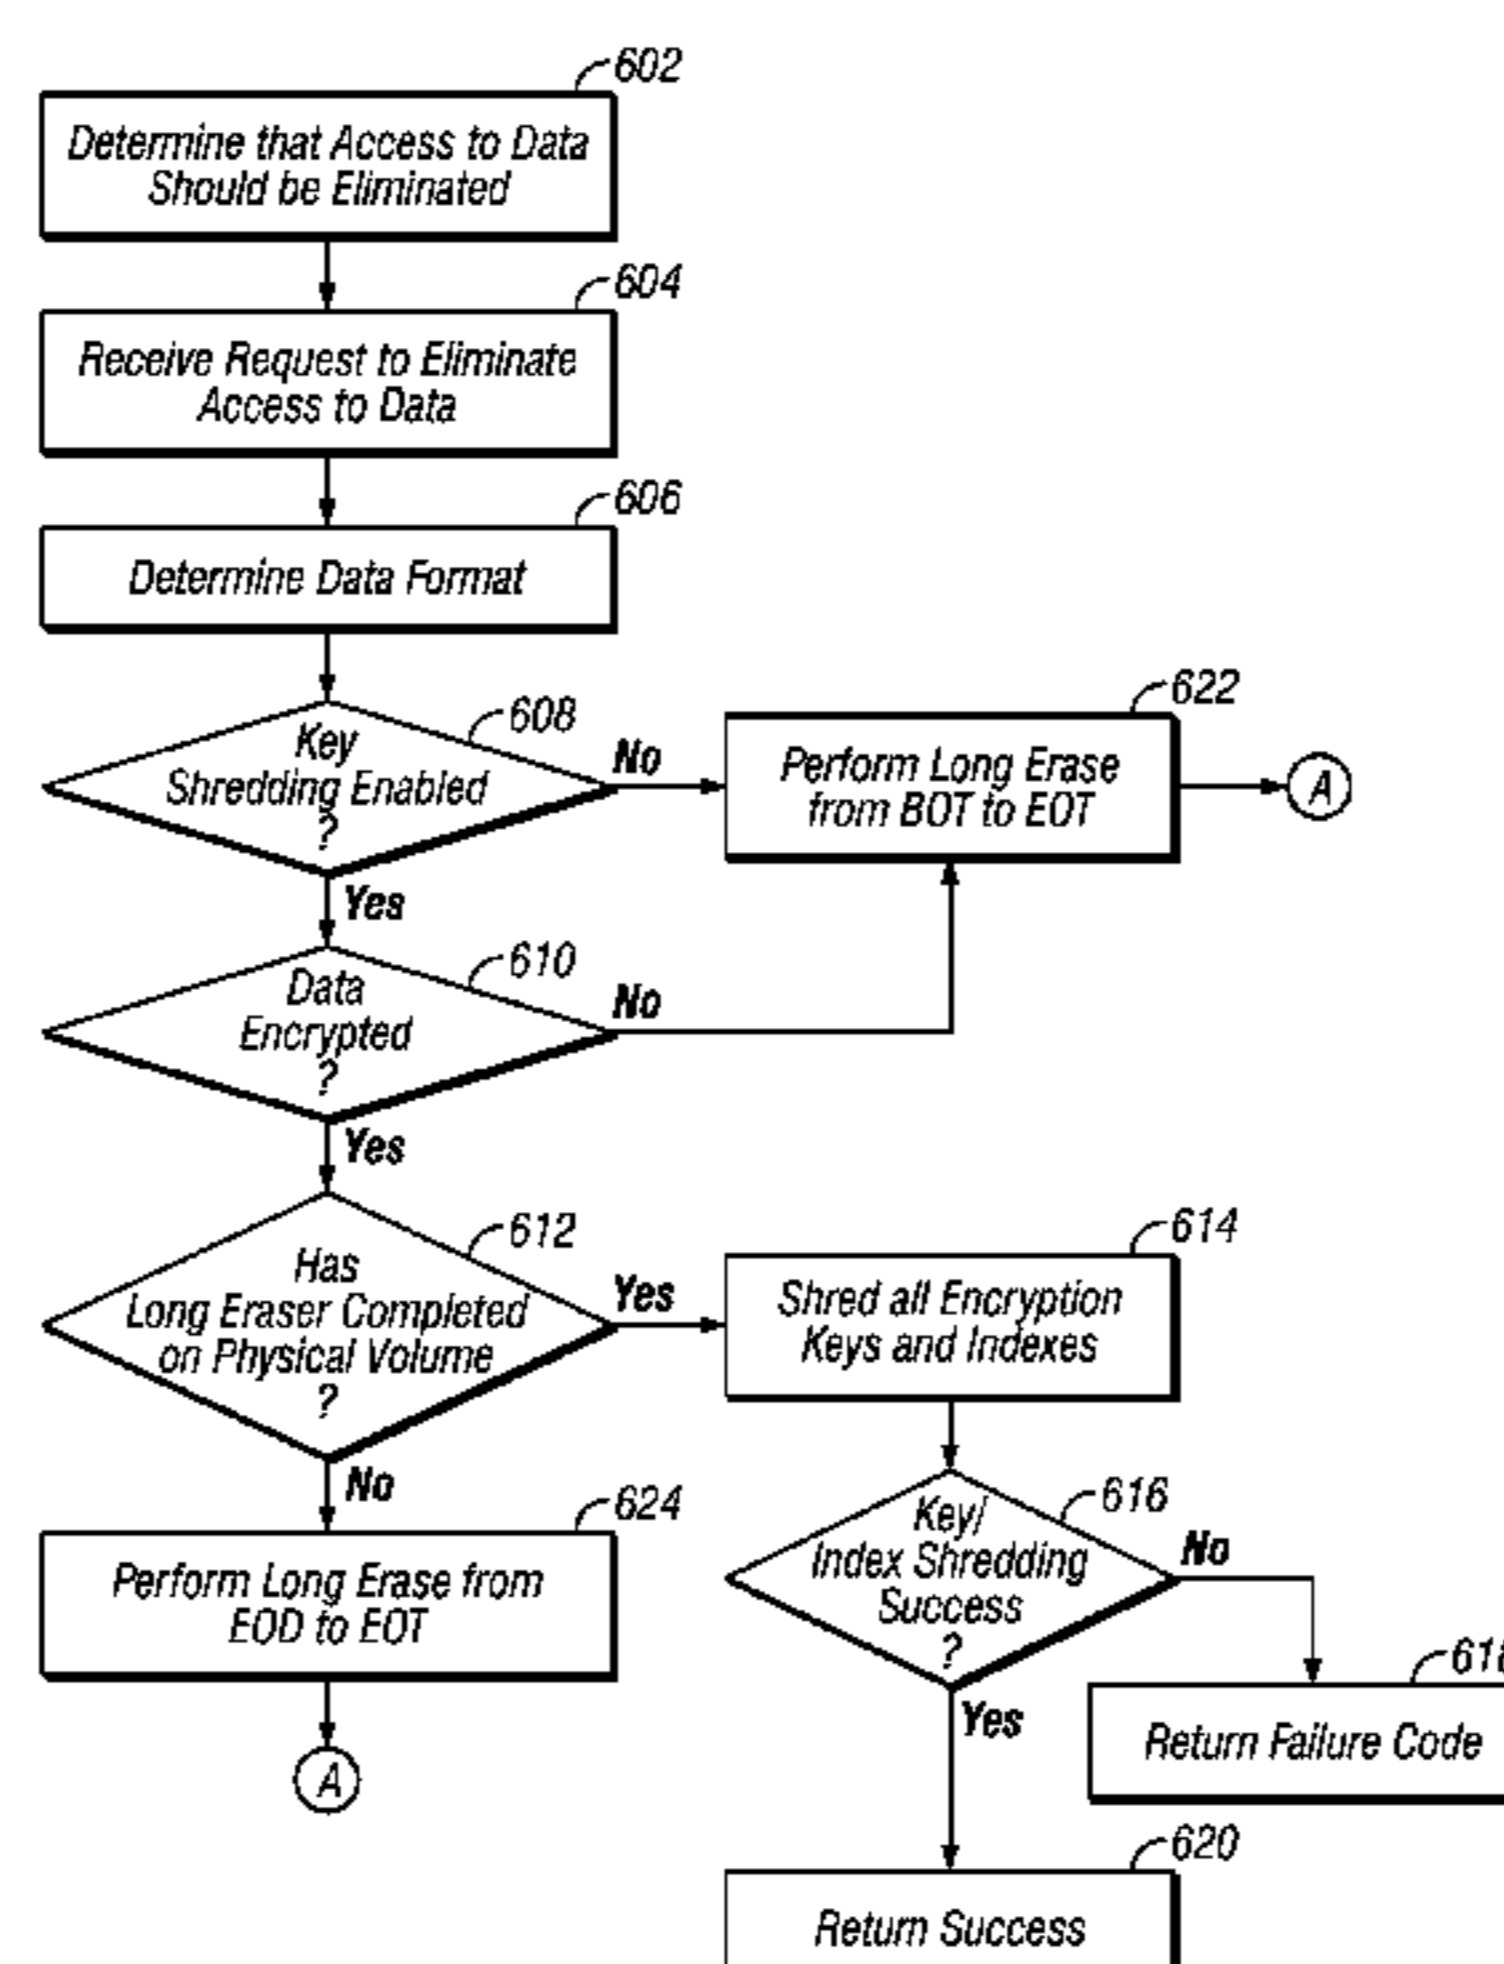 602
Determine that Access to Data
Should be Eliminated
604
Receive Request to Eliminate
Access to Data
606
Determine Data Format
608
Key
Shredding Enabled
?
No
622
Perform Long Erase
from BOT to EOT
A
Yes
610
Data
Encrypted
?
No
Yes
612
Has
Long Eraser Completed
on Physical Volume
?
Yes
614
Shred all Encryption
Keys and Indexes
No
624
Perform Long Erase from
EOD to EOT
A
616
Key/
Index Shredding
Success
?
No
Return Failure Code
Yes
620
Return Success